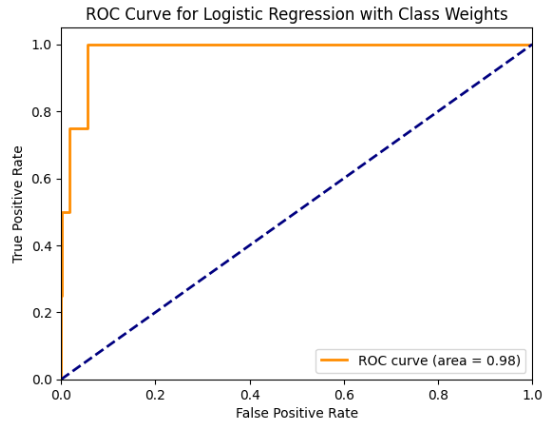 ROC Curve for Logistic Regression with Class Weights
1.0
0.8
0.6
0.4
0.2
0.0
True Positive Rate
ROC curve (area = 0.98)
0.0 0.2 0.4 0.6 0.8 1.0
False Positive Rate